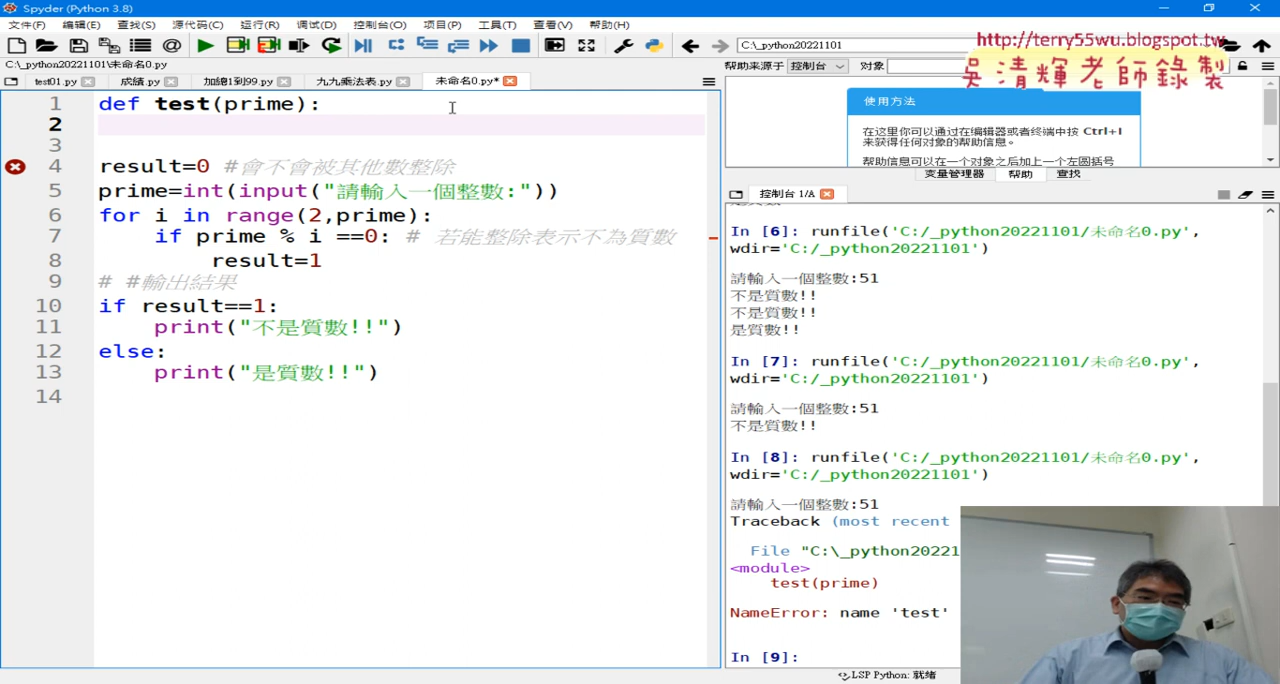 Spyder (Python 3.8)
文件(F) 编辑(E) 查找(S) 源代码(C) 运行(R) 调试(D) 控制台(O) 项目(P) 工具(T) 查看(V) 帮助(H)
C:\_python20221101
http://terry55wu.blogspot.tw
吳清輝老師錄製
C:\_python20221101\未命名0.py
帮助来源于 控制台 对象
test01.py 成績.py 加總1到99.py 九九乘法表.py 未命名0.py*
1 def test(prime):
2
3
4 result=0 #會不會被其他數整除
5 prime=int(input("請輸入一個整數:"))
6 for i in range(2,prime):
7 if prime % i ==0: # 若能整除表示不為質數
8 result=1
9 # #輸出結果
10 if result==1:
11 print("不是質數!!")
12 else:
13 print("是質數!!")
14
使用方法
在这里你可以通过在编辑器或者终端中按 Ctrl+I
来获得任何对象的帮助信息。
帮助信息可以在一个对象之后加上一个左圆括号
变量管理器 帮助 查找
控制台 1/A
In [6]: runfile('C:/_python20221101/未命名0.py',
wdir='C:/_python20221101')
請輸入一個整數:51
不是質數!!
不是質數!!
是質數!!
In [7]: runfile('C:/_python20221101/未命名0.py',
wdir='C:/_python20221101')
請輸入一個整數:51
不是質數!!
In [8]: runfile('C:/_python20221101/未命名0.py',
wdir='C:/_python20221101')
請輸入一個整數:51
Traceback (most recent
File "C:\_python20221
<module>
test(prime)
NameError: name 'test'
In [9]:
LSP Python: 就绪